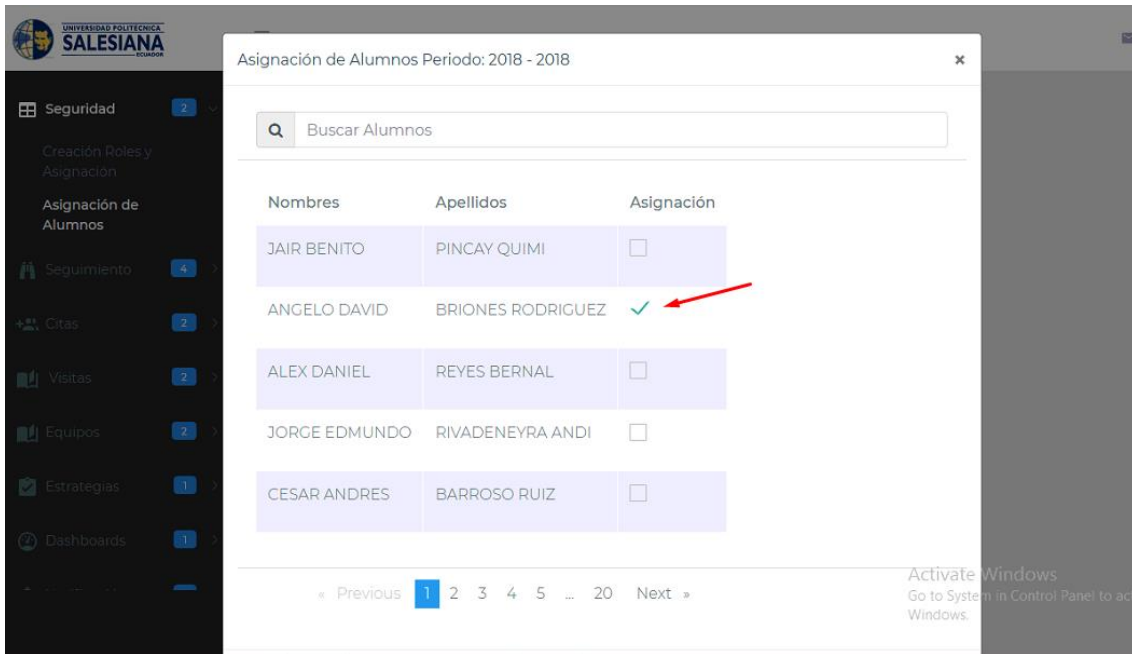 UNIVERSIDAD POLITÉCNICA
SALESIANA
ECUADOR
Asignación de Alumnos Periodo: 2018 - 2018 ×
Seguridad 2
Creación Roles y
Asignación
Asignación de
Alumnos
Seguimiento 4
Citas 2
Visitas 2
Equipos 2
Estrategias 1
Dashboards 1
Buscar Alumnos
Nombres Apellidos Asignación
JAIR BENITO PINCAY QUIMI
ANGELO DAVID BRIONES RODRIGUEZ
ALEX DANIEL REYES BERNAL
JORGE EDMUNDO RIVADENEYRA ANDI
CESAR ANDRES BARROSO RUIZ
« Previous 1 2 3 4 5 ... 20 Next »
Activate Windows
Go to System in Control Panel to ac
Windows.